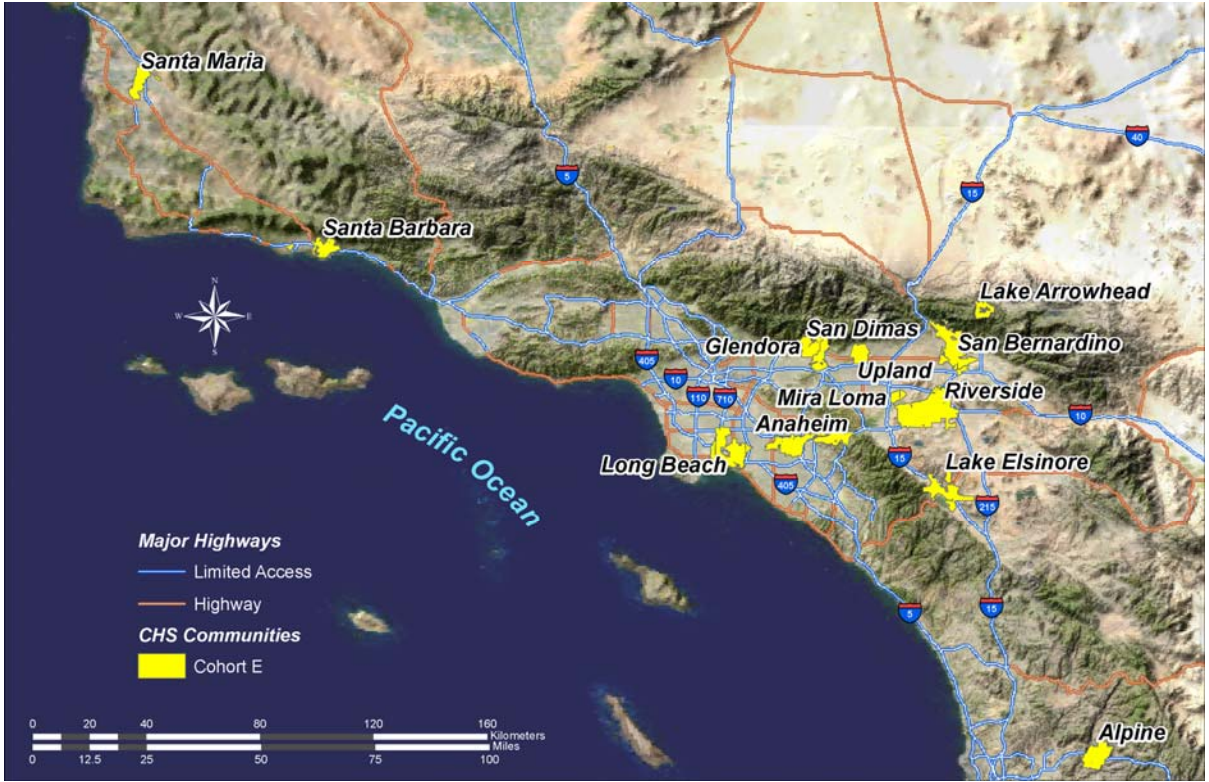 Santa Maria
40
5
15
Santa Barbara
N
W E
S
Lake Arrowhead
San Dimas
Glendora
San Bernardino
405
10
Upland
110
710
Mira Loma
Riverside
10
Anaheim
Pacific Ocean
Long Beach
15
Lake Elsinore
405
215
Major Highways
Limited Access
Highway
5
15
CHS Communities
Cohort E
0 20 40 80 120 160
Kilometers
Miles
0 12.5 25 50 75 100
Alpine